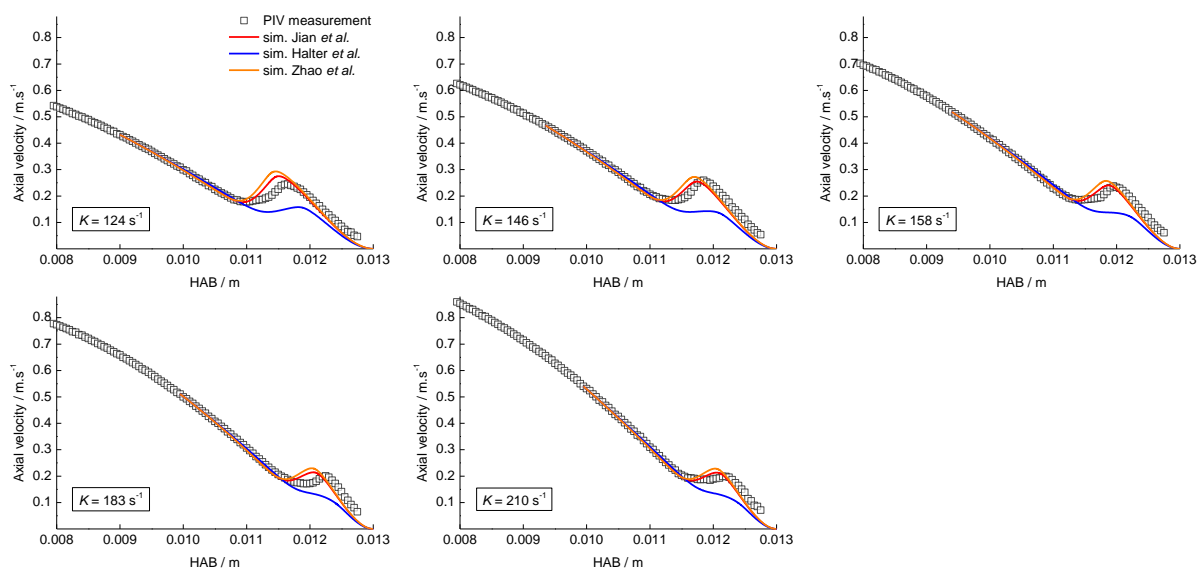 PIV measurement
sim. Jian et al.
sim. Halter et al.
sim. Zhao et al.
Axial velocity / m.s⁻¹
0.8
0.7
0.6
0.5
0.4
0.3
0.2
0.1
K = 124 s⁻¹
0.008 0.009 0.010 0.011 0.012 0.013
HAB / m
Axial velocity / m.s⁻¹
0.8
0.7
0.6
0.5
0.4
0.3
0.2
0.1
K = 146 s⁻¹
0.008 0.009 0.010 0.011 0.012 0.013
HAB / m
Axial velocity / m.s⁻¹
0.8
0.7
0.6
0.5
0.4
0.3
0.2
0.1
K = 158 s⁻¹
0.008 0.009 0.010 0.011 0.012 0.013
HAB / m
Axial velocity / m.s⁻¹
0.8
0.7
0.6
0.5
0.4
0.3
0.2
0.1
K = 183 s⁻¹
0.008 0.009 0.010 0.011 0.012 0.013
HAB / m
Axial velocity / m.s⁻¹
0.8
0.7
0.6
0.5
0.4
0.3
0.2
0.1
K = 210 s⁻¹
0.008 0.009 0.010 0.011 0.012 0.013
HAB / m